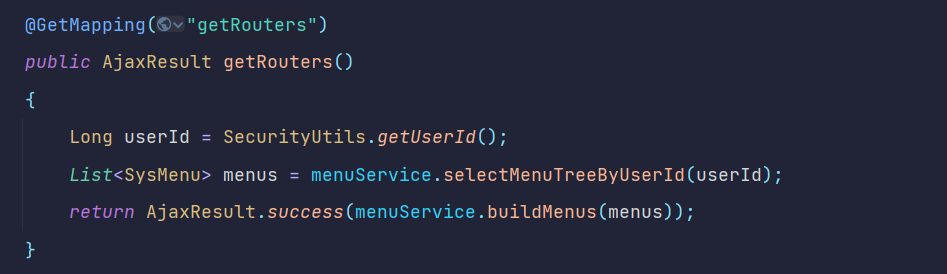 @GetMapping("getRouters")
public AjaxResult getRouters()
{
Long userId = SecurityUtils.getUserId();
List<SysMenu> menus = menuService.selectMenuTreeByUserId(userId);
return AjaxResult.success(menuService.buildMenus(menus));
}